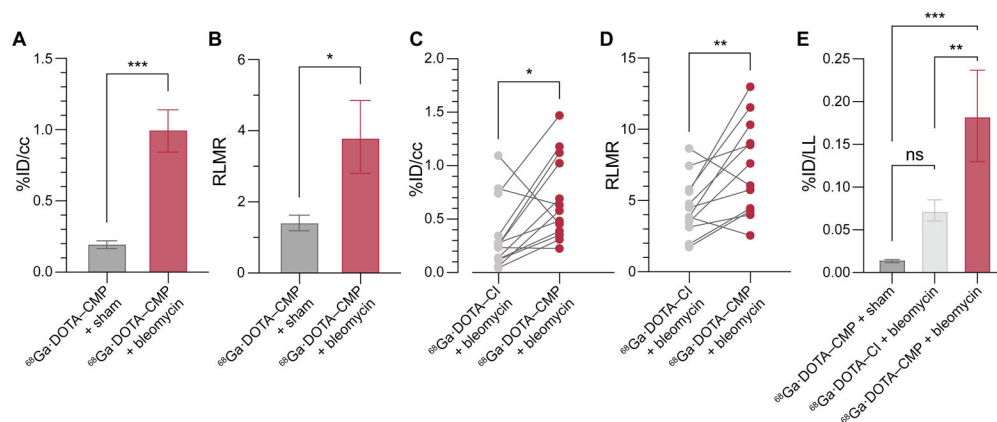 A
%ID/cc
1.5
1.0
0.5
0.0
***
⁶⁸Ga·DOTA–CMP
+ sham
⁶⁸Ga·DOTA–CMP
+ bleomycin
B
RLMR
6
4
2
0
*
⁶⁸Ga·DOTA–CMP
+ sham
⁶⁸Ga·DOTA–CMP
+ bleomycin
C
%ID/cc
2.0
1.5
1.0
0.5
0.0
*
⁶⁸Ga·DOTA–CI
+ bleomycin
⁶⁸Ga·DOTA–CMP
+ bleomycin
D
RLMR
15
10
5
0
**
⁶⁸Ga·DOTA–CI
+ bleomycin
⁶⁸Ga·DOTA–CMP
+ bleomycin
E
%ID/LL
0.25
0.20
0.15
0.10
0.05
0.00
***
**
ns
⁶⁸Ga·DOTA–CMP + sham
⁶⁸Ga·DOTA–CI + bleomycin
⁶⁸Ga·DOTA–CMP + bleomycin